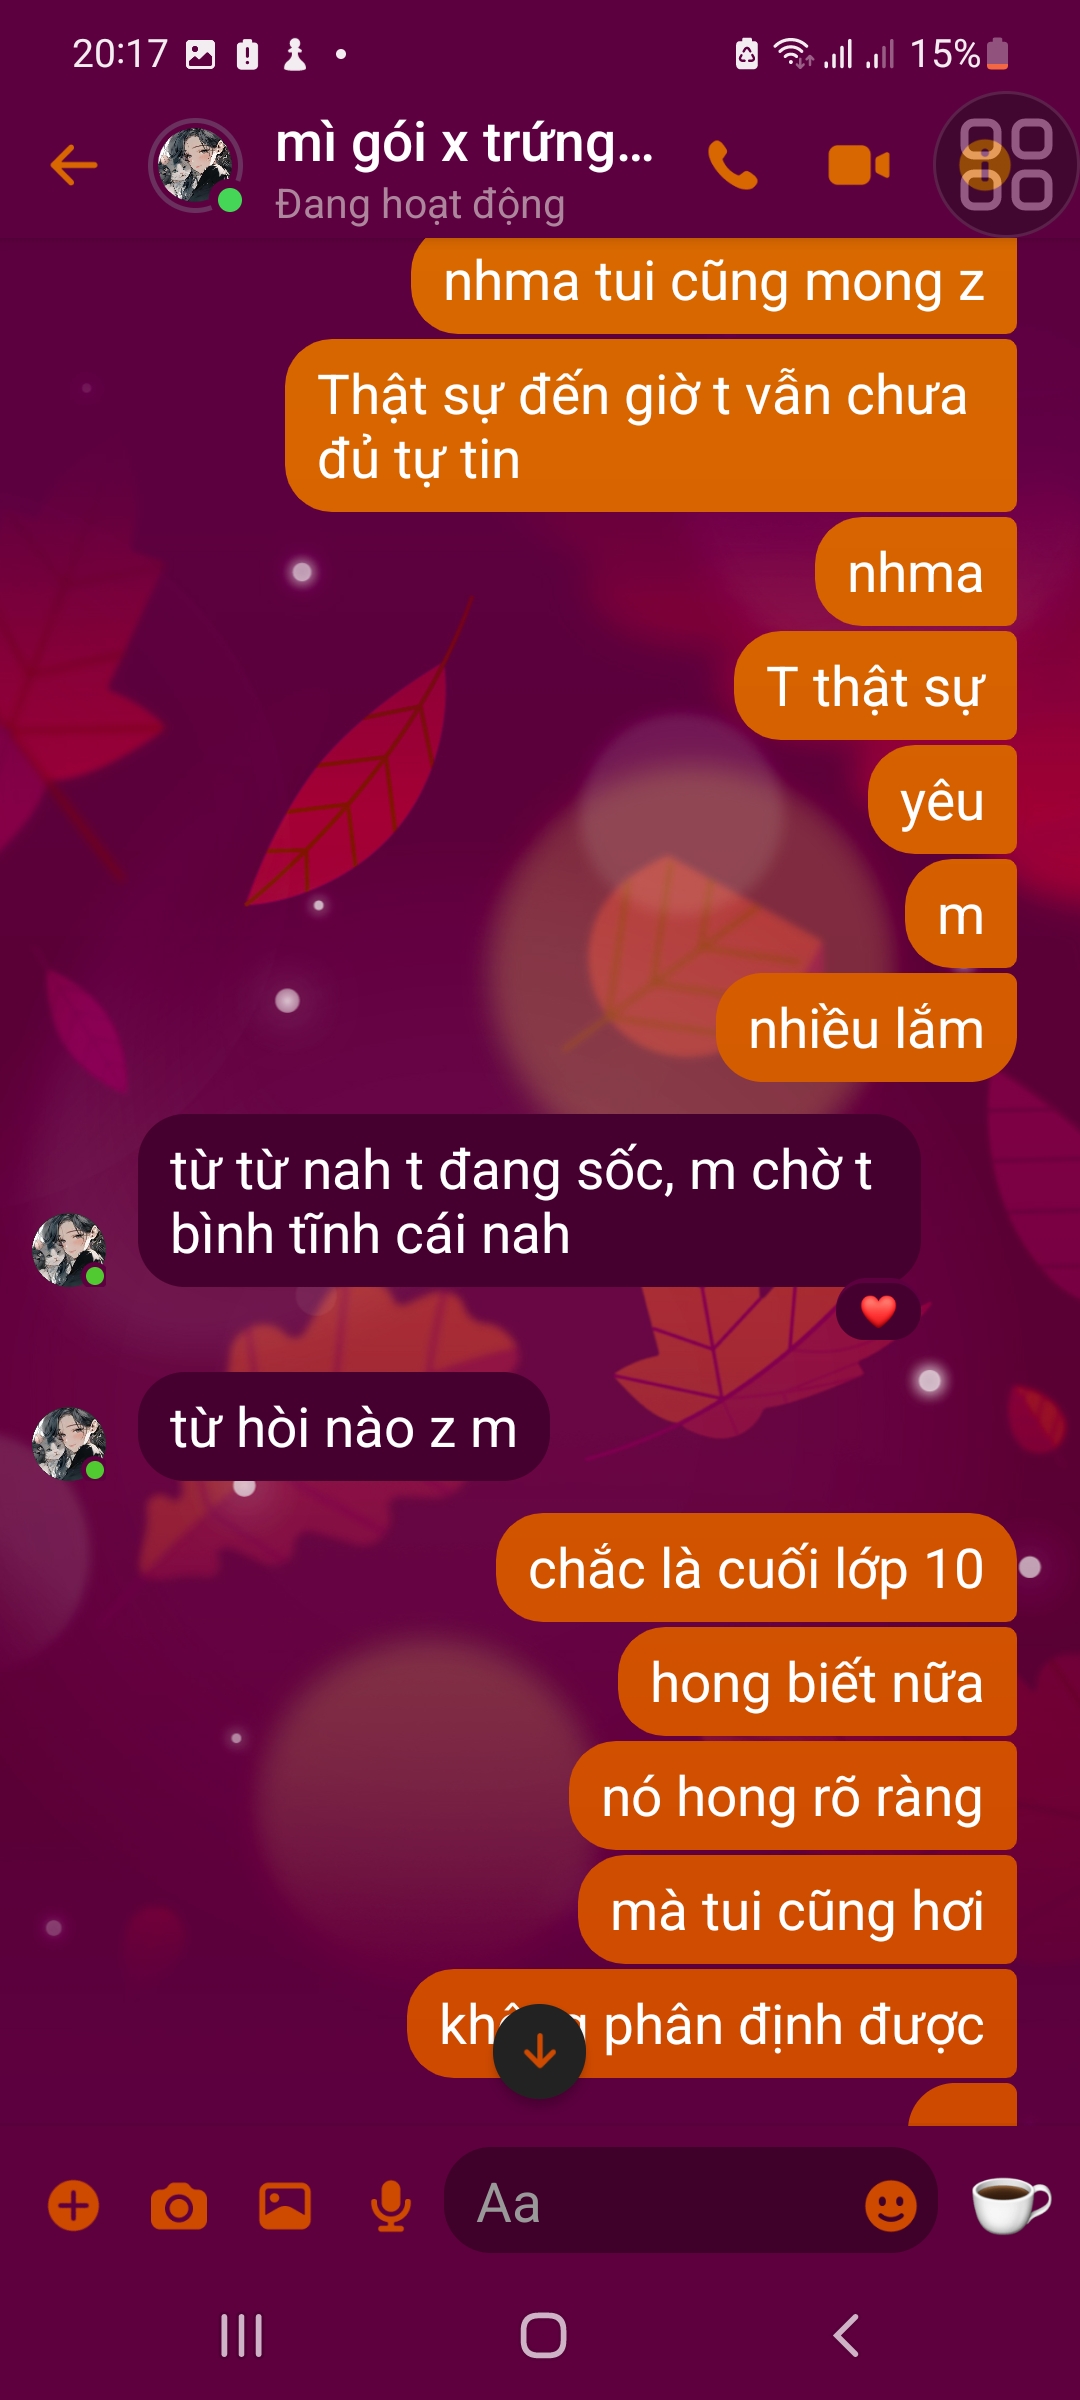 20:17
15%
mì gói x trứng...
Đang hoạt động
nhma tui cũng mong z
Thật sự đến giờ t vẫn chưa
đủ tự tin
nhma
T thật sự
yêu
m
nhiều lắm
từ từ nah t đang sốc, m chờ t
bình tĩnh cái nah
từ hòi nào z m
chắc là cuối lớp 10
hong biết nữa
nó hong rõ ràng
mà tui cũng hơi
không phân định được
Aa